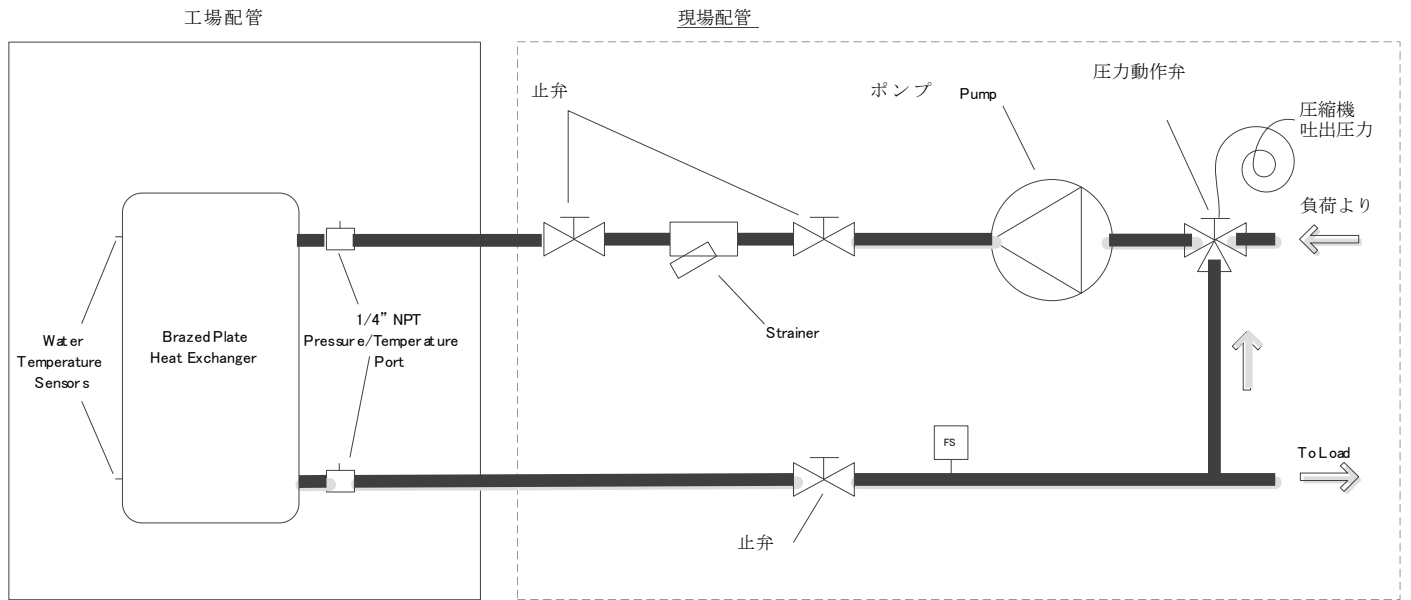 工場配管
現場配管
止弁
ポンプ Pump
圧力動作弁
圧縮機
吐出圧力
負荷より
1/4” NPT
Pressure/Temperature
Port
Strainer
Water
Temperature
Sensors
Brazed Plate
Heat Exchanger
FS
To Load
止弁